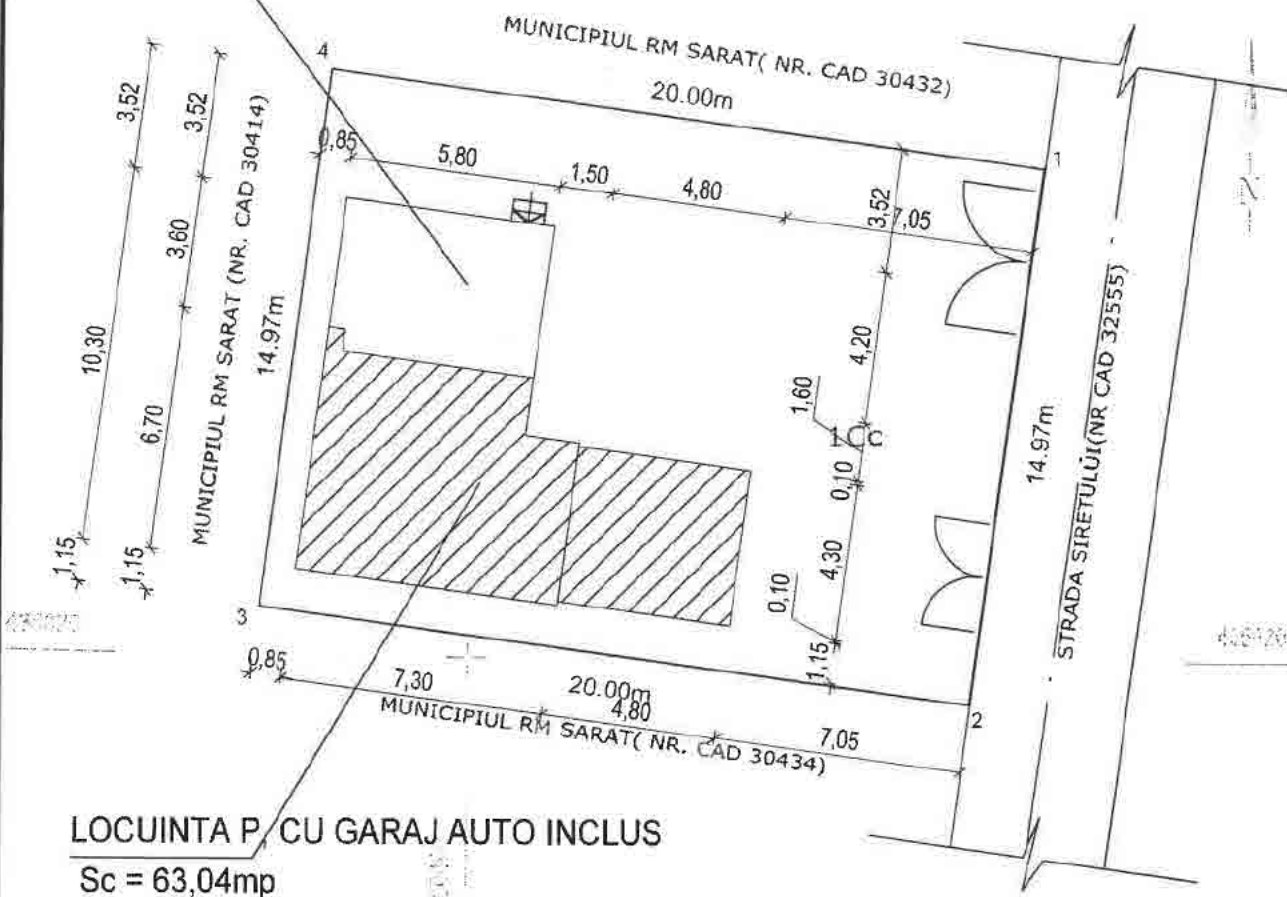 MUNICIPIUL RM SARAT( NR. CAD 30432)
20.00m
4
1
3,52
3,52
0,85
5,80
1,50
4,80
7,05
3,52
MUNICIPIUL RM SARAT (NR. CAD 30414)
14.97m
10,30
3,60
6,70
1,15
1,15
4,20
1,60
1 CC
0,10
4,30
0,10
1,15
14.97m
STRADA SIRETULUI(NR CAD 32555)
3
2
0,85
7,30
20.00m
4,80
7,05
MUNICIPIUL RM SARAT( NR. CAD 30434)
LOCUINTA P, CU GARAJ AUTO INCLUS
Sc = 63,04mp